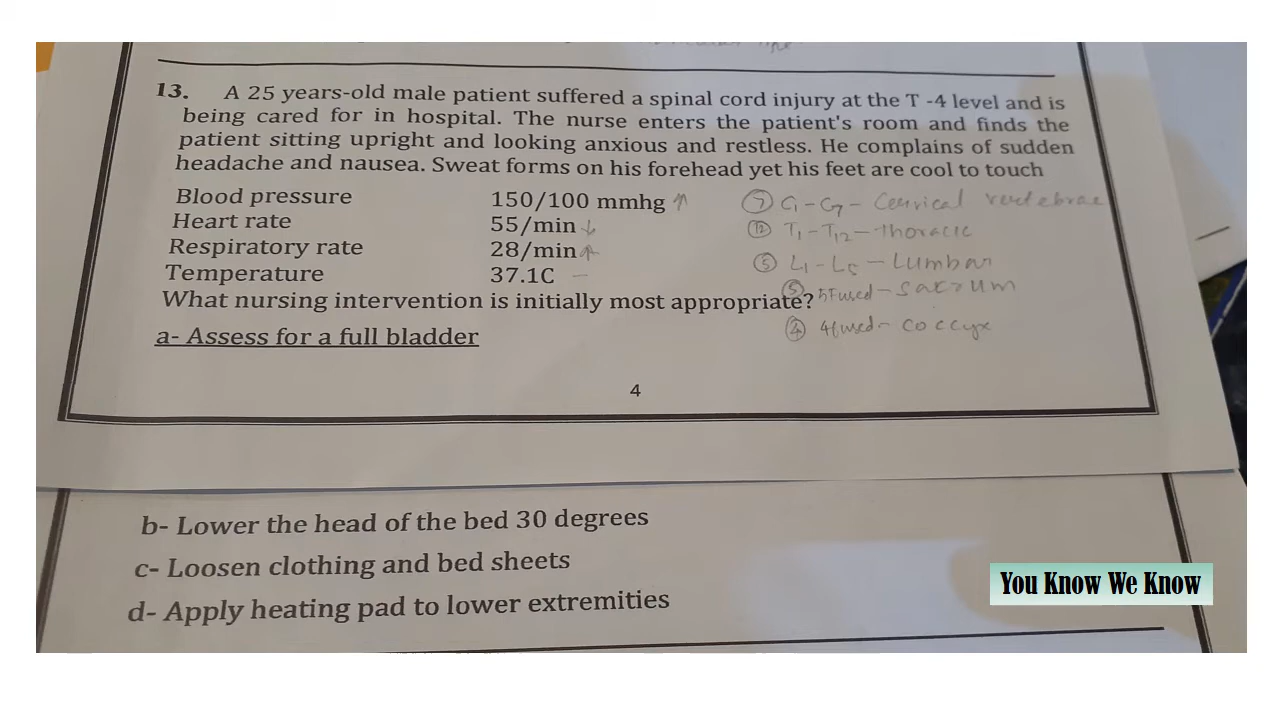 13. A 25 years-old male patient suffered a spinal cord injury at the T -4 level and is
being cared for in hospital. The nurse enters the patient's room and finds the
patient sitting upright and looking anxious and restless. He complains of sudden
headache and nausea. Sweat forms on his forehead yet his feet are cool to touch
Blood pressure 150/100 mmhg ↑ ⑦ C1-C7- Cervical vertebrae
Heart rate 55/min ↓ ⑫ T1-T12-Thoracic
Respiratory rate 28/min ↑ ⑤ L1-L5 - Lumbar
Temperature 37.1C —
What nursing intervention is initially most appropriate? ⑤ 5Fused- Sacrum
a- Assess for a full bladder ④ 4fused- Coccyx
4
b- Lower the head of the bed 30 degrees
c- Loosen clothing and bed sheets
d- Apply heating pad to lower extremities
You Know We Know